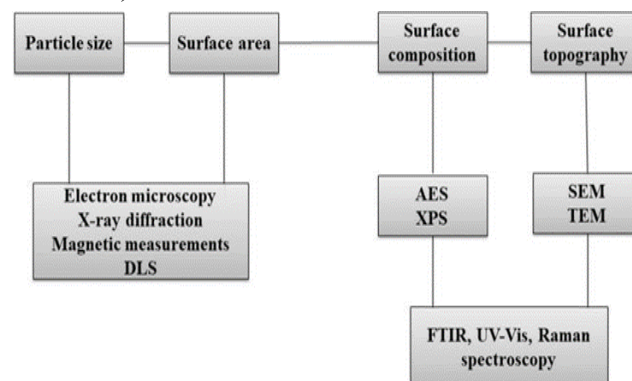 Particle size
Surface area
Surface
composition
Surface
topography
Electron microscopy
X-ray diffraction
Magnetic measurements
DLS
AES
XPS
SEM
TEM
FTIR, UV-Vis, Raman
spectroscopy